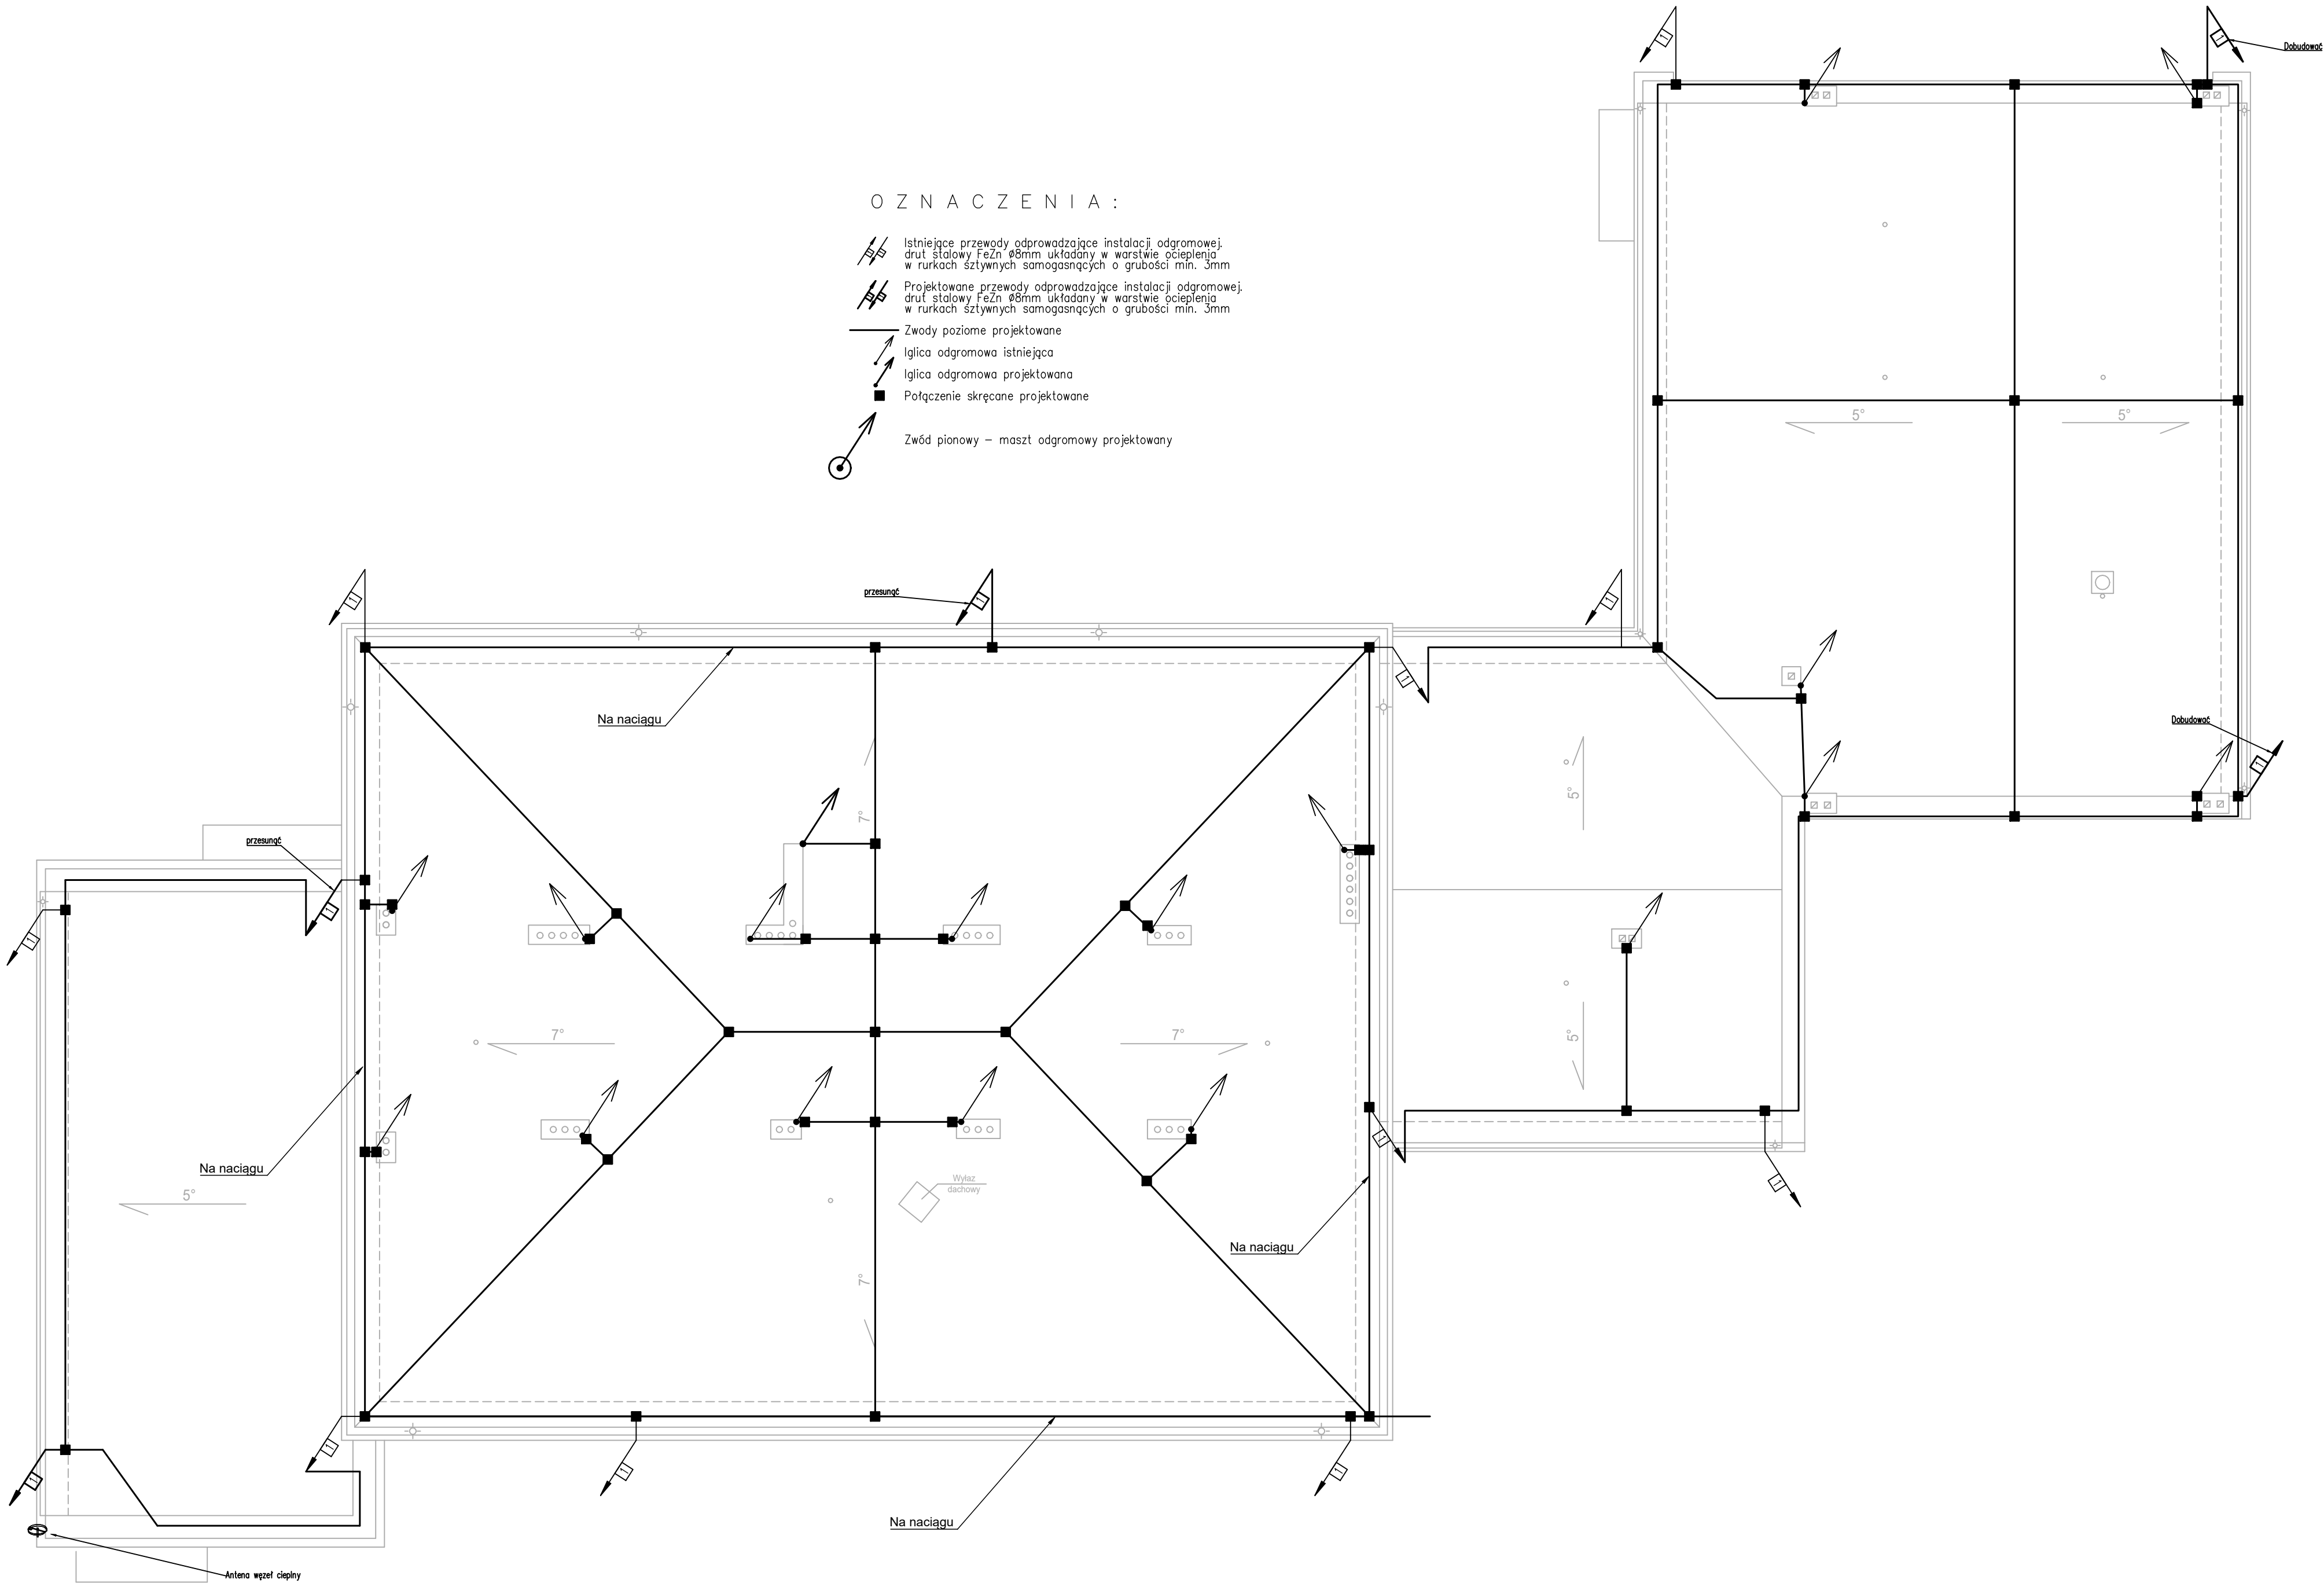 Dobudować
O Z N A C Z E N I A :
Istniejące przewody odprowadzające instalacji odgromowej.
drut stalowy FeZn Ø8mm układany w warstwie ocieplenia
w rurkach sztywnych samogasnących o grubości min. 3mm
Projektowane przewody odprowadzające instalacji odgromowej.
drut stalowy FeZn Ø8mm układany w warstwie ocieplenia
w rurkach sztywnych samogasnących o grubości min. 3mm
Zwody poziome projektowane
Iglica odgromowa istniejąca
Iglica odgromowa projektowana
Połączenie skręcane projektowane
Zwód pionowy – maszt odgromowy projektowany
5°
5°
przesunąć
Na naciągu
Dobudować
5°
7°
przesunąć
7°
7°
5°
Na naciągu
Wyłaz
dachowy
5°
Na naciągu
7°
Na naciągu
Antena węzeł cieplny